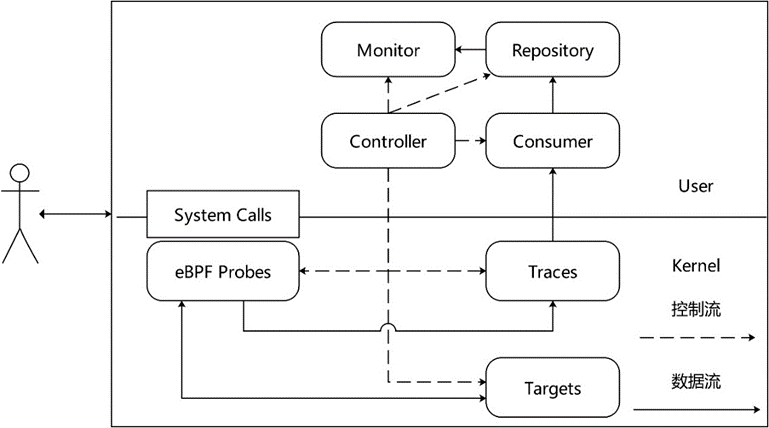 Monitor
Repository
Controller
Consumer
User
System Calls
eBPF Probes
Traces
Kernel
控制流
Targets
数据流